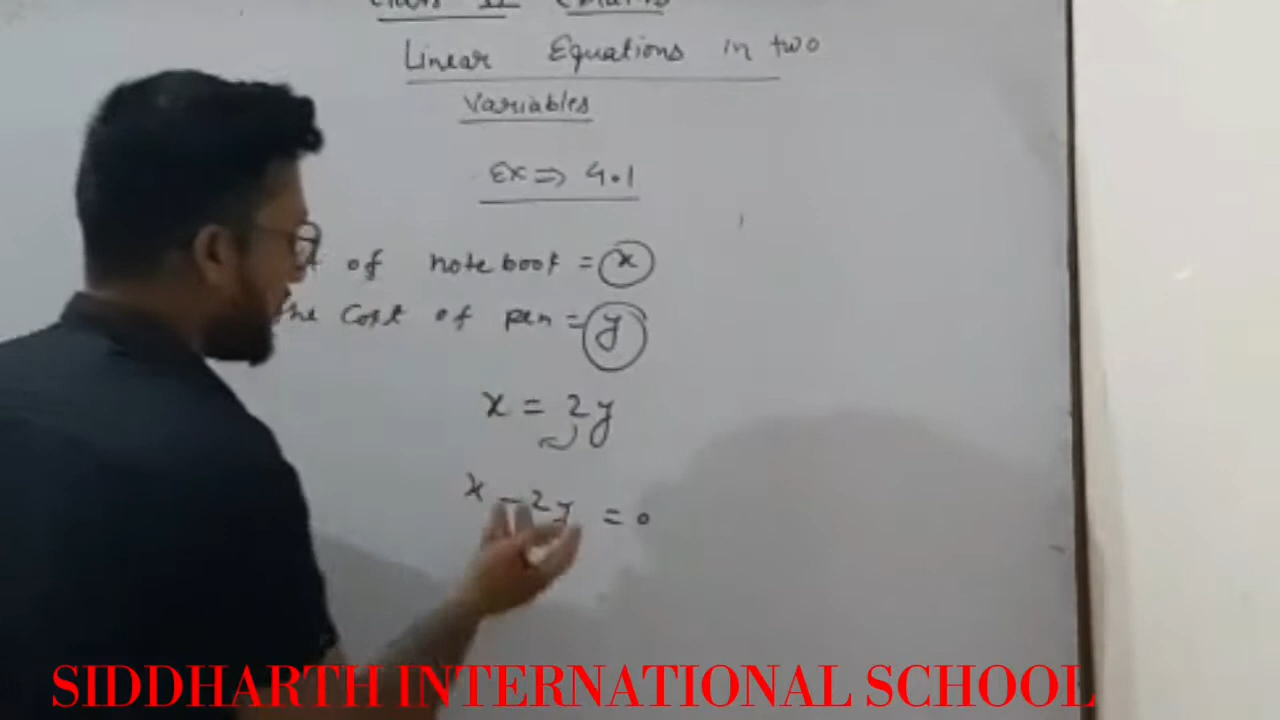 Linear Equations in two
Variables
Ex ⇒ 4.1
of notebook = x
the cost of pen = y
x = 2y
x - 2y = 0
SIDDHARTH INTERNATIONAL SCHOOL